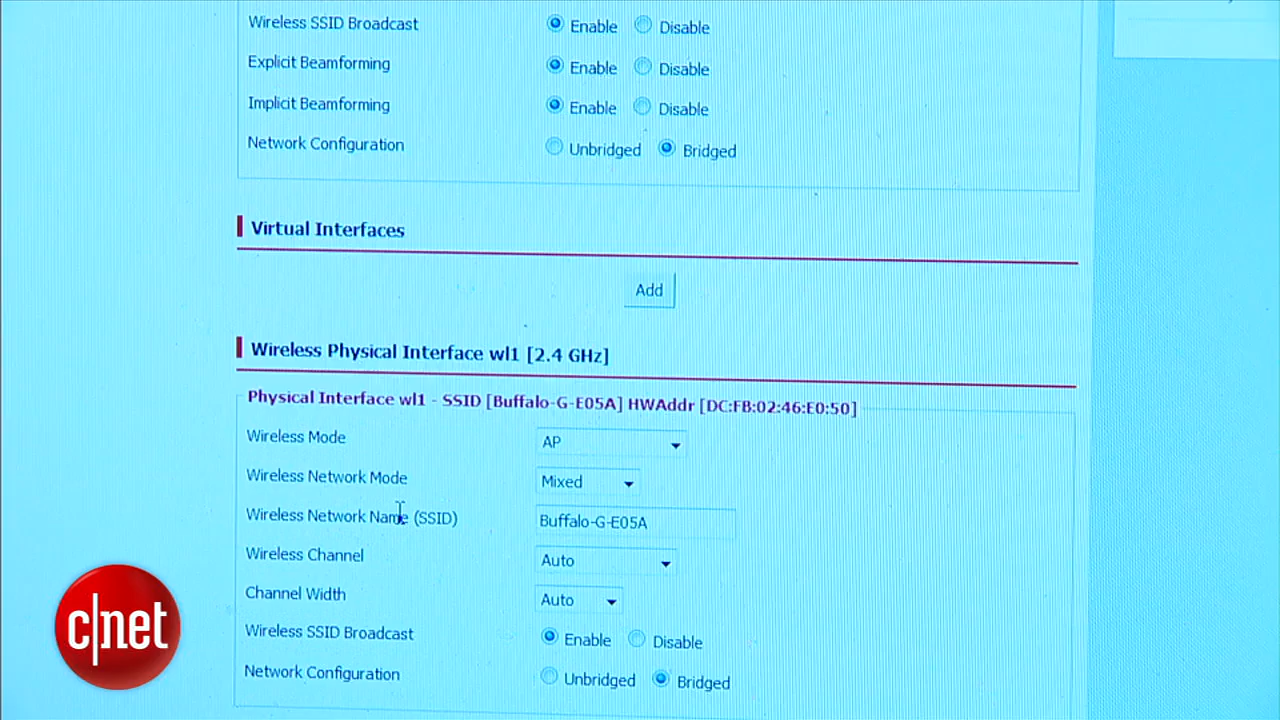 Wireless SSID Broadcast Enable Disable
Explicit Beamforming Enable Disable
Implicit Beamforming Enable Disable
Network Configuration Unbridged Bridged
Virtual Interfaces
Add
Wireless Physical Interface wl1 [2.4 GHz]
Physical Interface wl1 - SSID [Buffalo-G-E05A] HWAddr [DC:FB:02:46:E0:50]
Wireless Mode AP
Wireless Network Mode Mixed
Wireless Network Name (SSID) Buffalo-G-E05A
Wireless Channel Auto
Channel Width Auto
Wireless SSID Broadcast Enable Disable
Network Configuration Unbridged Bridged
c|net